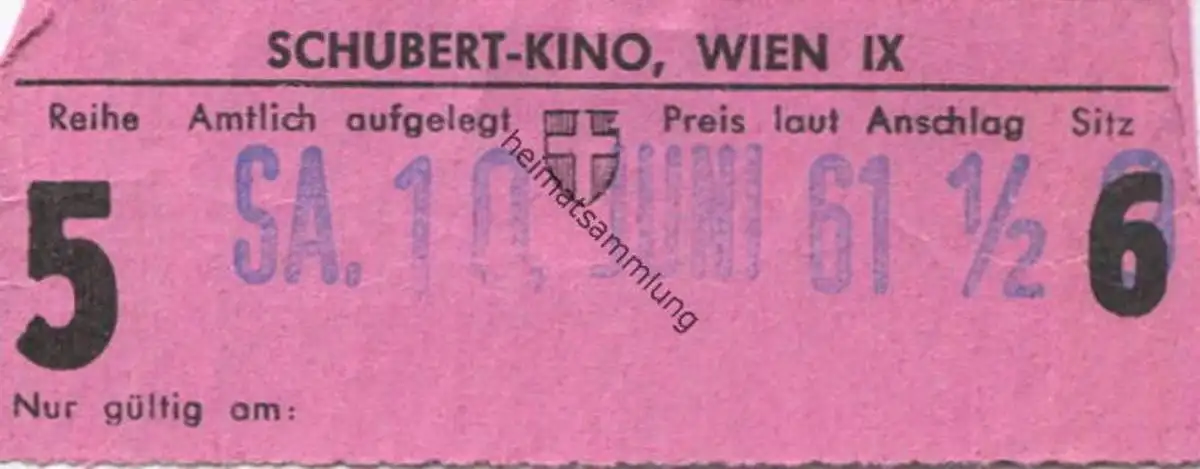 SCHUBERT-KINO, WIEN IX
Reihe Amtlich aufgelegt Preis laut Anschlag Sitz
5 SA. 10. JUNI 61 ½ 6
Nur gültig am:
heimatsammlung